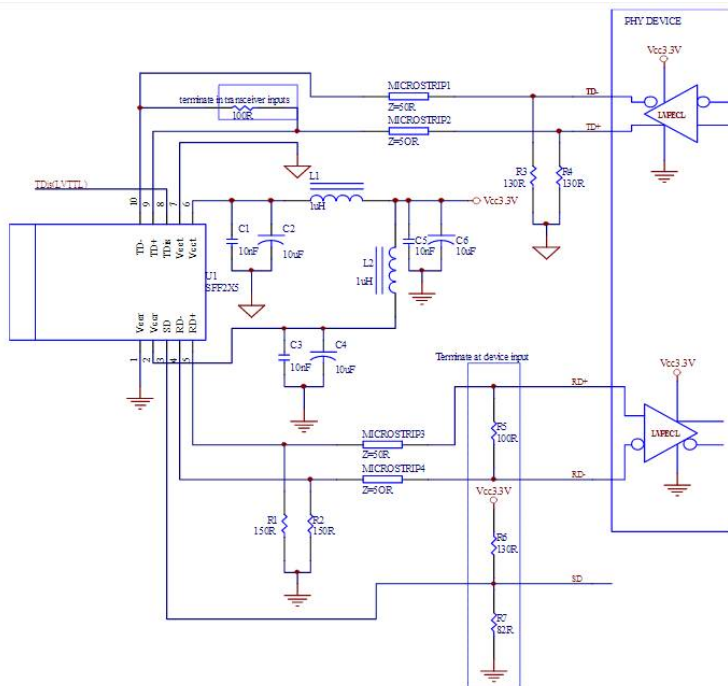 PHY DEVICE
Vcc3.3V
MICROSTRIP1
TD-
terminate in transceiver inputs
Z=50R
100R
MICROSTRIP2
TD+
LVPECL
Z=5OR
R3
R4
130R
130R
TDis(LVTTL)
10
9
8
7
6
L1
1uH
Vcc3.3V
TD-
TD+
TDis
Veet
Vcct
C1
C2
10nF
10uF
C5
C6
10nF
10uF
L2
1uH
U1
SFF2X5
Veer
Vccr
SD
RD-
RD+
1
2
3
4
5
C3
C4
10nF
10uF
Terminate at device input
Vcc3.3V
RD+
MICROSTRIP3
Z=50R
R5
100R
LVPECL
MICROSTRIP4
RD-
Z=5OR
Vcc3.3V
R1
R2
150R
150R
R6
130R
SD
R7
82R